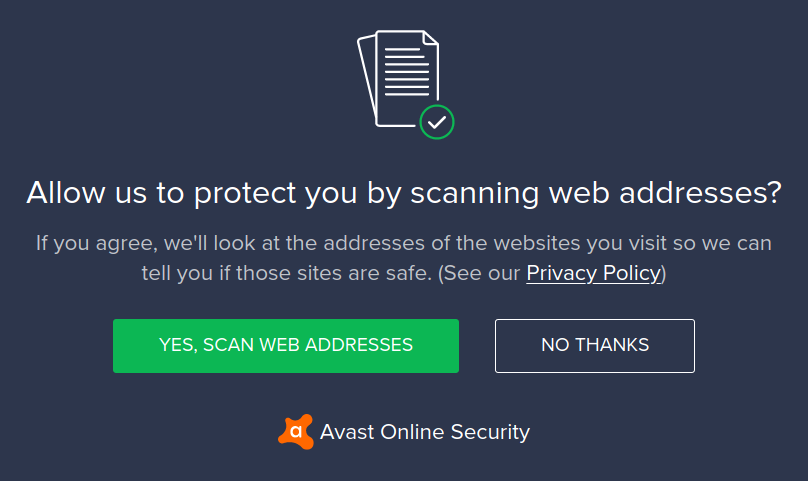 Allow us to protect you by scanning web addresses?
If you agree, we'll look at the addresses of the websites you visit so we can
tell you if those sites are safe. (See our Privacy Policy)
YES, SCAN WEB ADDRESSES
NO THANKS
a Avast Online Security